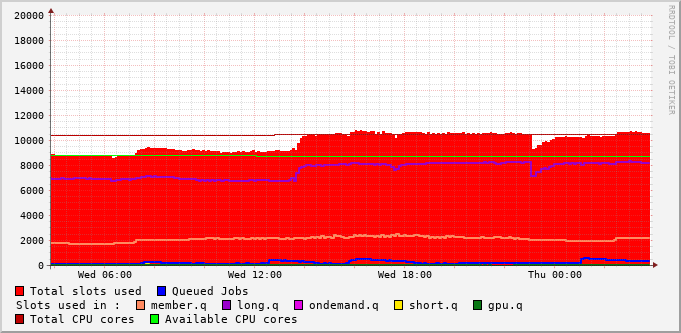 20000
18000
16000
14000
12000
10000
8000
6000
4000
2000
0
Wed 06:00 Wed 12:00 Wed 18:00 Thu 00:00
RRDTOOL / TOBI OETIKER
Total slots used Queued Jobs
Slots used in : member.q long.q ondemand.q short.q gpu.q
Total CPU cores Available CPU cores